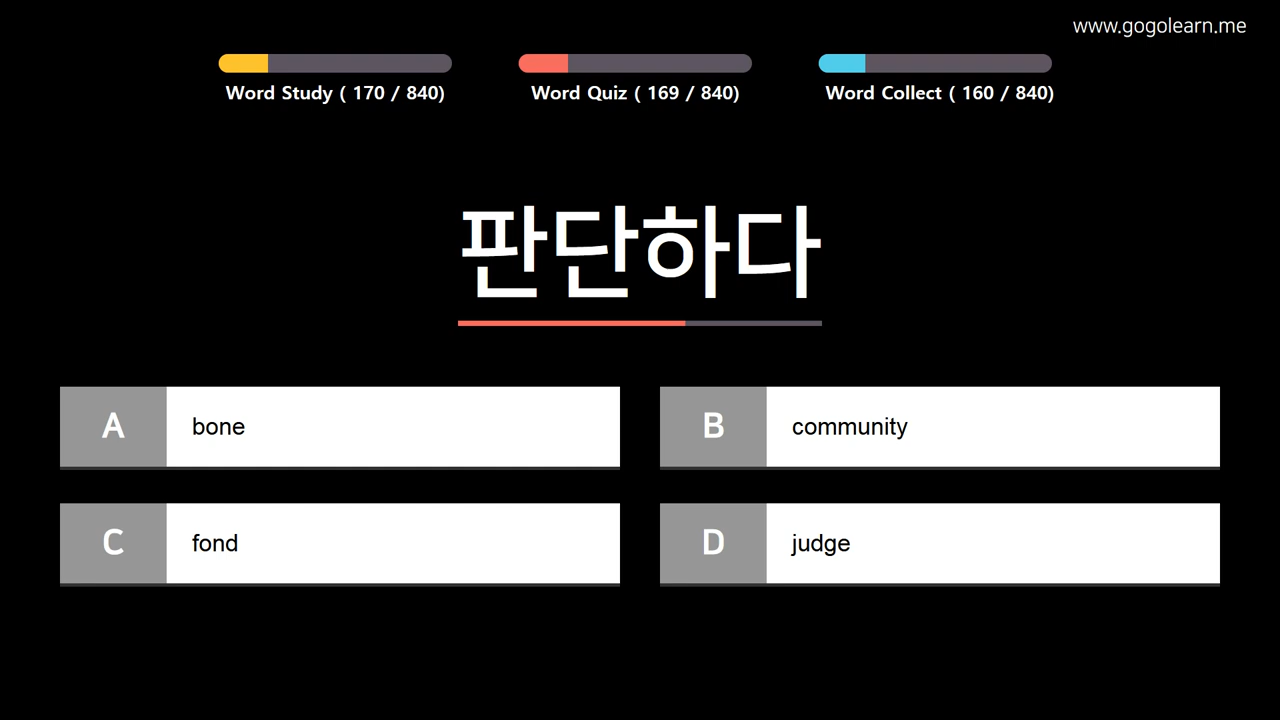 www.gogolearn.me
Word Study ( 170 / 840)
Word Quiz ( 169 / 840)
Word Collect ( 160 / 840)
판단하다
A bone
B community
C fond
D judge